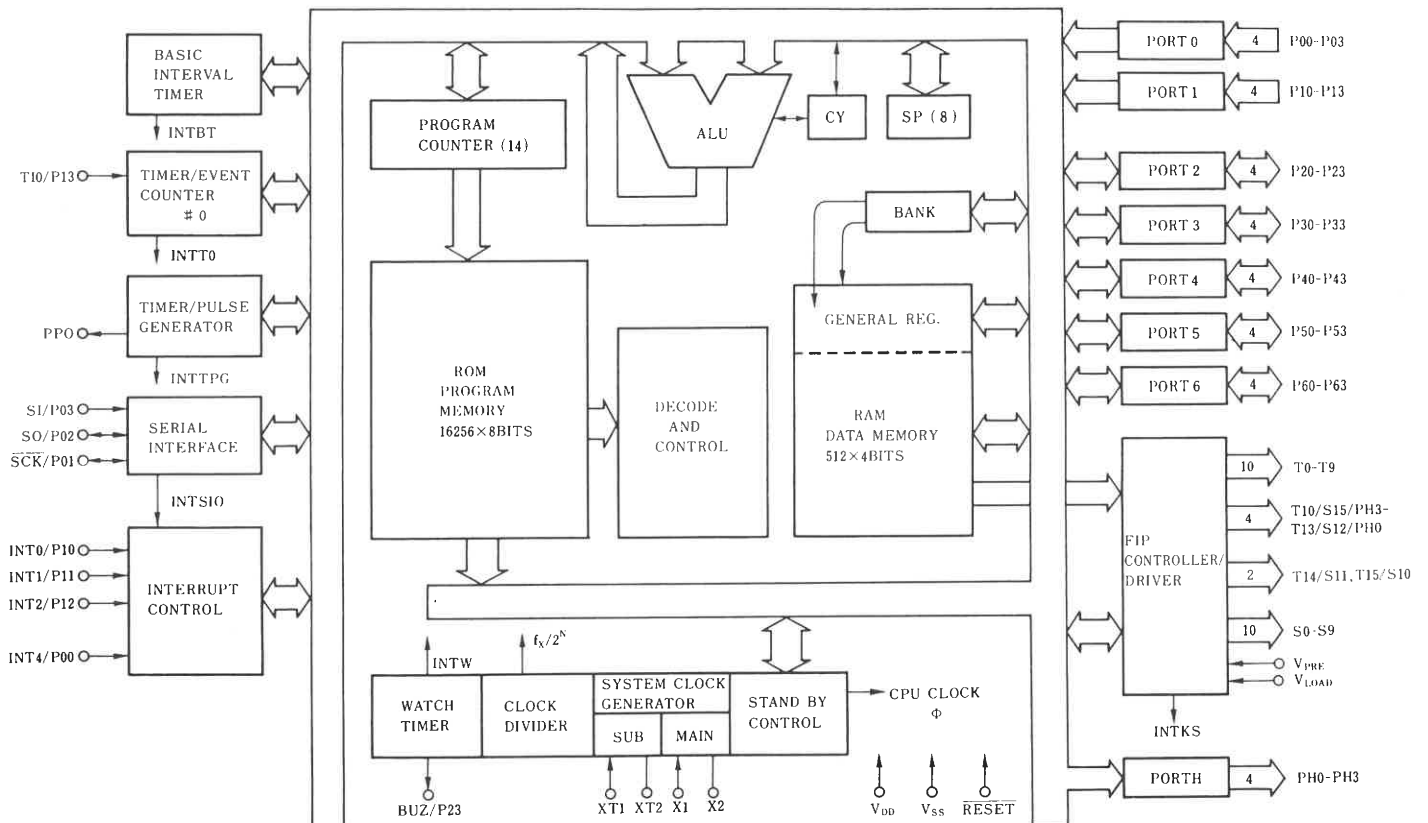 BASIC
INTERVAL
TIMER
INTBT
TI0/P13
TIMER/EVENT
COUNTER
#0
INTT0
TIMER/PULSE
GENERATOR
PPO
INTTPG
SI/P03
SO/P02
SCK/P01
SERIAL
INTERFACE
INTSIO
INT0/P10
INT1/P11
INT2/P12
INT4/P00
INTERRUPT
CONTROL
PROGRAM
COUNTER (14)
ALU
CY
SP (8)
BANK
ROM
PROGRAM
MEMORY
16256×8BITS
DECODE
AND
CONTROL
GENERAL REG.
RAM
DATA MEMORY
512×4BITS
INTW
fX/2^N
WATCH
TIMER
CLOCK
DIVIDER
SYSTEM CLOCK
GENERATOR
SUB
MAIN
STAND BY
CONTROL
CPU CLOCK
Φ
BUZ/P23
XT1
XT2
X1
X2
VDD
VSS
RESET
PORT 0
4
P00-P03
PORT 1
4
P10-P13
PORT 2
4
P20-P23
PORT 3
4
P30-P33
PORT 4
4
P40-P43
PORT 5
4
P50-P53
PORT 6
4
P60-P63
FIP
CONTROLLER/
DRIVER
10
T0-T9
4
T10/S15/PH3-
T13/S12/PH0
2
T14/S11,T15/S10
10
S0-S9
VPRE
VLOAD
INTKS
PORTH
4
PH0-PH3